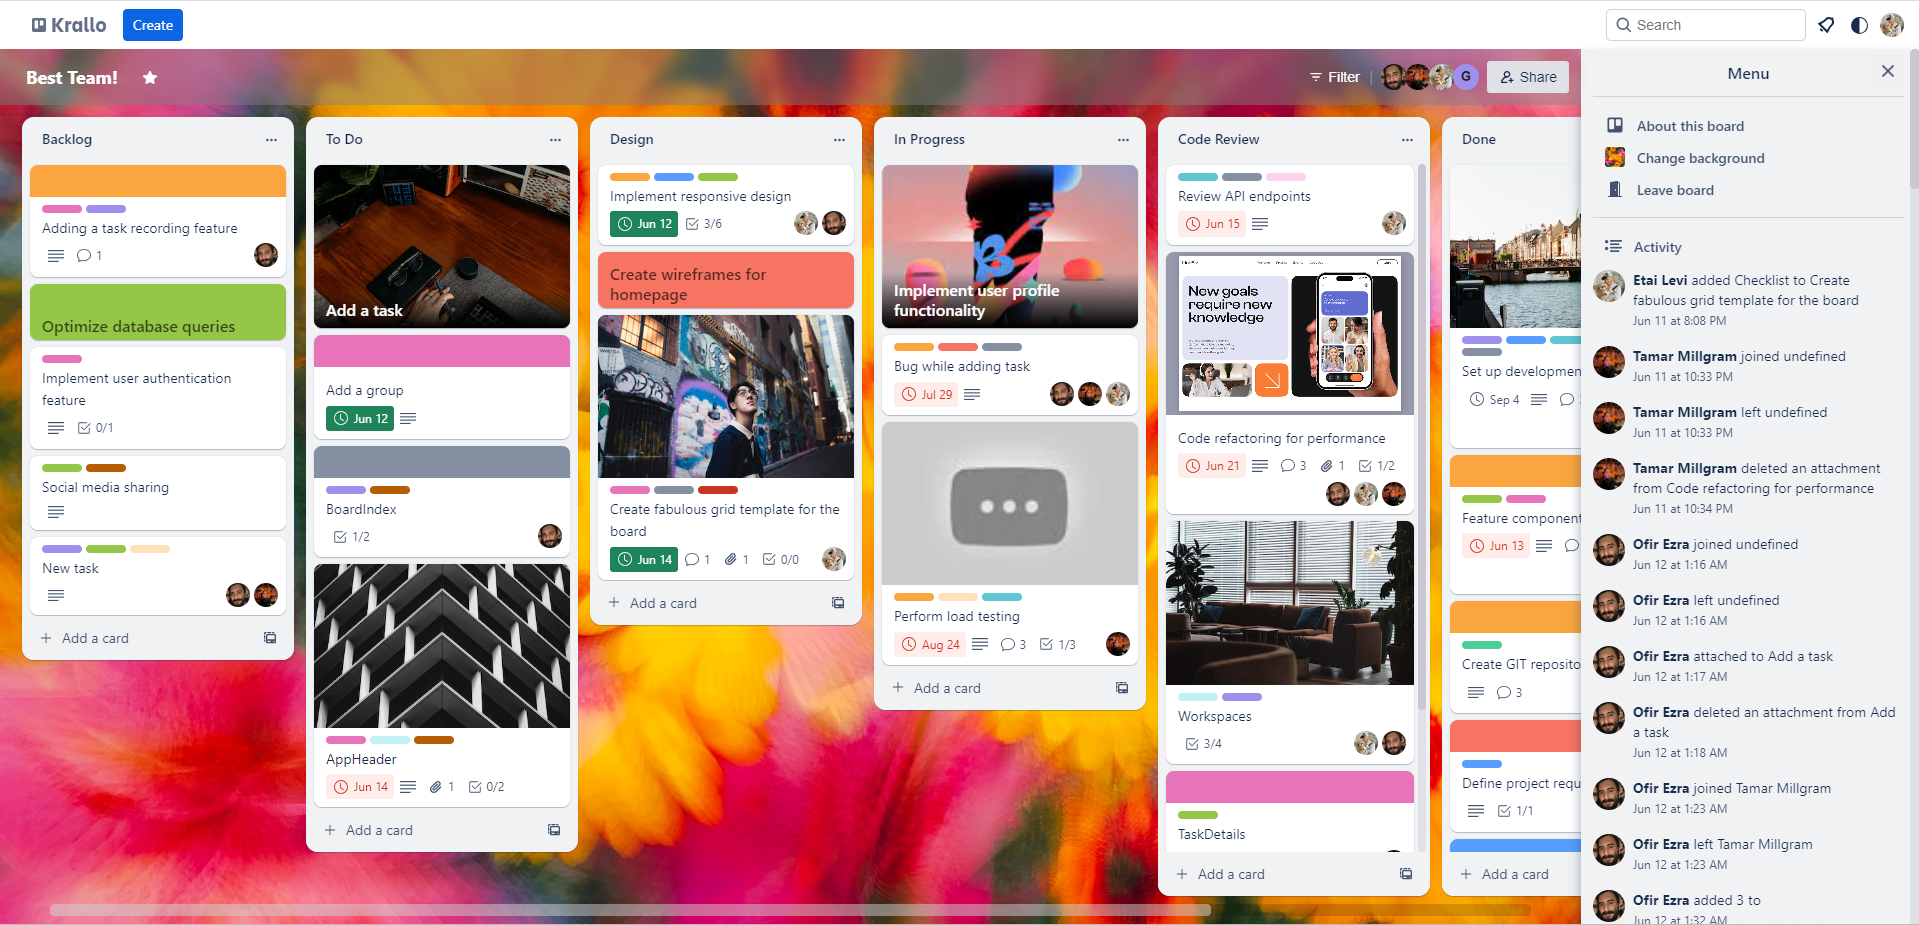 Krallo
Create
Search
Best Team!
Filter
G
Share
Backlog
Adding a task recording feature
1
Optimize database queries
Implement user authentication
feature
0/1
Social media sharing
New task
Add a card
To Do
Add a task
Add a group
Jun 12
BoardIndex
1/2
AppHeader
Jun 14
1
0/2
Add a card
Design
Implement responsive design
Jun 12
3/6
Create wireframes for
homepage
Create fabulous grid template for the
board
Jun 14
1
1
0/0
Add a card
In Progress
Implement user profile
functionality
Bug while adding task
Jul 29
Perform load testing
Aug 24
3
1/3
Add a card
Code Review
Review API endpoints
Jun 15
New goals
require new
knowledge
Code refactoring for performance
Jun 21
3
1
1/2
Workspaces
3/4
TaskDetails
Add a card
Done
Set up developmen
Sep 4
Feature component
Jun 13
Create GIT reposito
3
Define project requ
1/1
Add a card
Menu
About this board
Change background
Leave board
Activity
Etai Levi added Checklist to Create
fabulous grid template for the board
Jun 11 at 8:08 PM
Tamar Millgram joined undefined
Jun 11 at 10:33 PM
Tamar Millgram left undefined
Jun 11 at 10:33 PM
Tamar Millgram deleted an attachment
from Code refactoring for performance
Jun 11 at 10:34 PM
Ofir Ezra joined undefined
Jun 12 at 1:16 AM
Ofir Ezra left undefined
Jun 12 at 1:16 AM
Ofir Ezra attached to Add a task
Jun 12 at 1:17 AM
Ofir Ezra deleted an attachment from Add
a task
Jun 12 at 1:18 AM
Ofir Ezra joined Tamar Millgram
Jun 12 at 1:23 AM
Ofir Ezra left Tamar Millgram
Jun 12 at 1:23 AM
Ofir Ezra added 3 to
Jun 12 at 1:32 AM